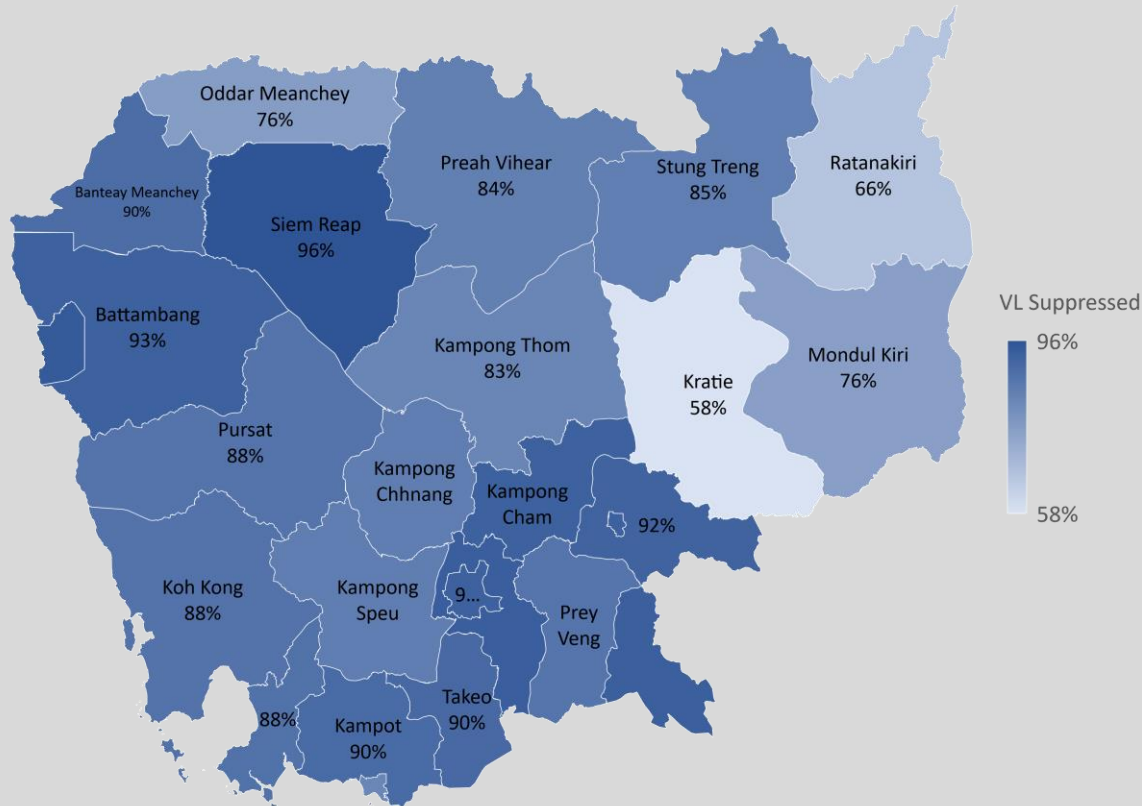 Oddar Meanchey
76%
Preah Vihear
84%
Stung Treng
85%
Ratanakiri
66%
Banteay Meanchey
90%
Siem Reap
96%
VL Suppressed
96%
58%
Battambang
93%
Kampong Thom
83%
Kratie
58%
Mondul Kiri
76%
Pursat
88%
Kampong
Chhnang
Kampong
Cham
92%
Koh Kong
88%
Kampong
Speu
9...
Prey
Veng
88%
Kampot
90%
Takeo
90%